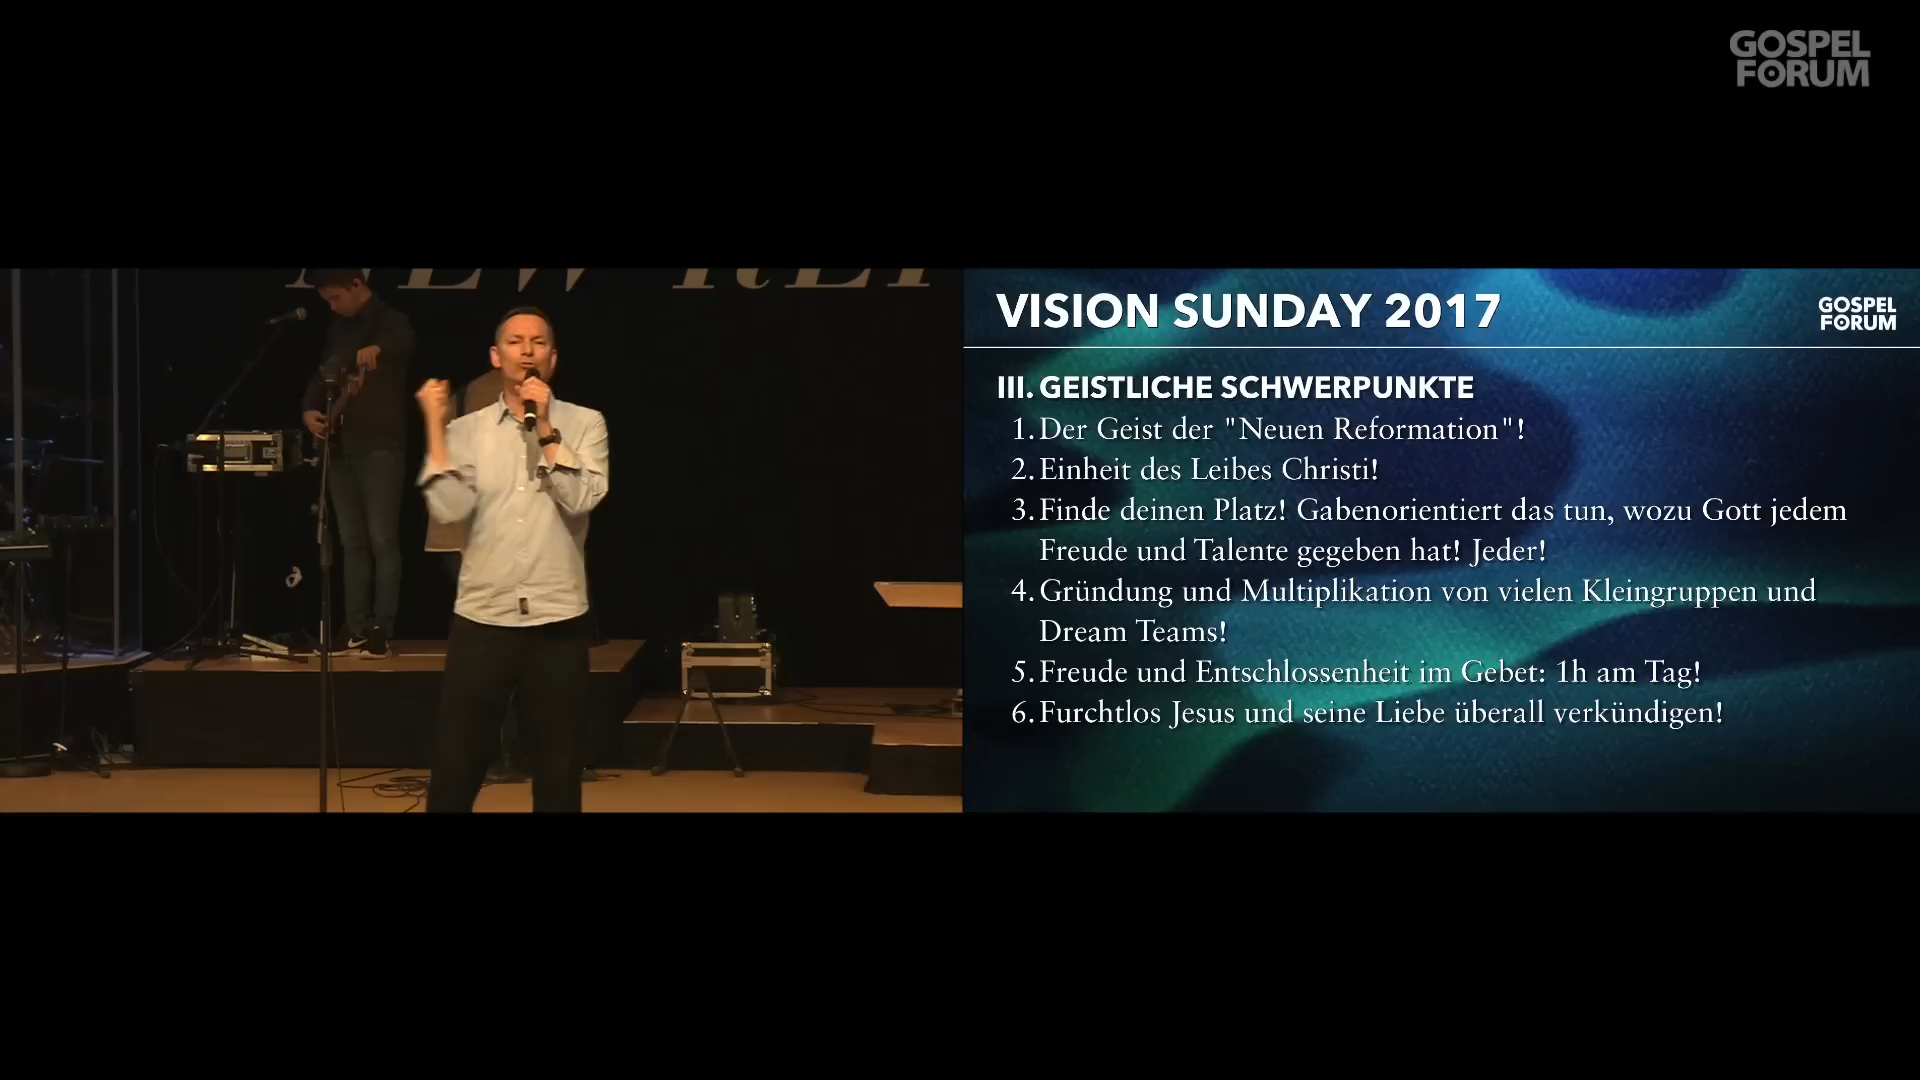 GOSPEL
FORUM
NEW REF
VISION SUNDAY 2017
GOSPEL
FORUM
III. GEISTLICHE SCHWERPUNKTE
1. Der Geist der "Neuen Reformation"!
2. Einheit des Leibes Christi!
3. Finde deinen Platz! Gabenorientiert das tun, wozu Gott jedem
Freude und Talente gegeben hat! Jeder!
4. Gründung und Multiplikation von vielen Kleingruppen und
Dream Teams!
5. Freude und Entschlossenheit im Gebet: 1h am Tag!
6. Furchtlos Jesus und seine Liebe überall verkündigen!